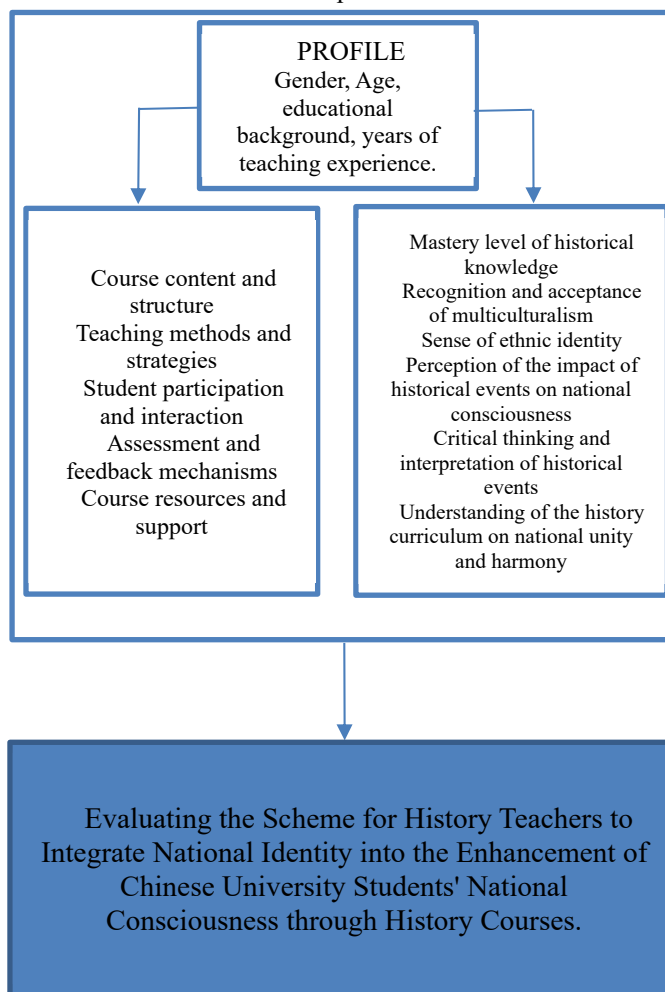 PROFILE
Gender, Age,
educational
background, years of
teaching experience.
Course content and
structure
Teaching methods and
strategies
Student participation
and interaction
Assessment and
feedback mechanisms
Course resources and
support
Mastery level of historical
knowledge
Recognition and acceptance
of multiculturalism
Sense of ethnic identity
Perception of the impact of
historical events on national
consciousness
Critical thinking and
interpretation of historical
events
Understanding of the history
curriculum on national unity
and harmony
Evaluating the Scheme for History Teachers to
Integrate National Identity into the Enhancement of
Chinese University Students' National
Consciousness through History Courses.